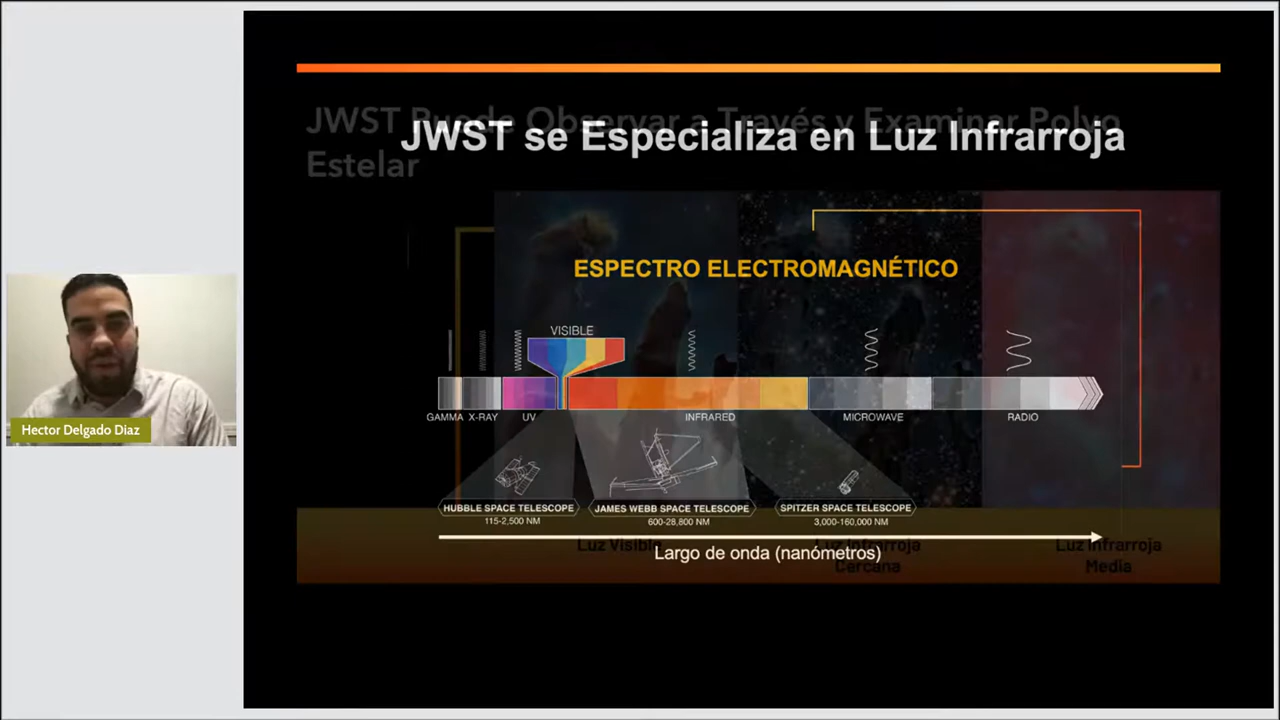 JWST Puede Observar a Través y Examinar Polvo
Estelar
JWST se Especializa en Luz Infrarroja
ESPECTRO ELECTROMAGNÉTICO
VISIBLE
GAMMA X-RAY UV INFRARED MICROWAVE RADIO
HUBBLE SPACE TELESCOPE JAMES WEBB SPACE TELESCOPE SPITZER SPACE TELESCOPE
115-2,500 NM 600-28,800 NM 3,000-160,000 NM
Largo de onda (nanómetros)
Luz Visible
Luz Infrarroja
Cercana
Luz Infrarroja
Media
Hector Delgado Diaz